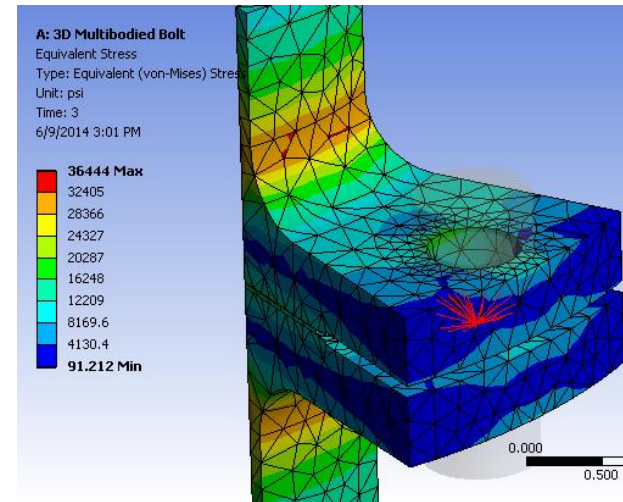 A: 3D Multibodied Bolt
Equivalent Stress
Type: Equivalent (von-Mises) Stress
Unit: psi
Time: 3
6/9/2014 3:01 PM
36444 Max
32405
28366
24327
20287
16248
12209
8169.6
4130.4
91.212 Min
0.000
0.500